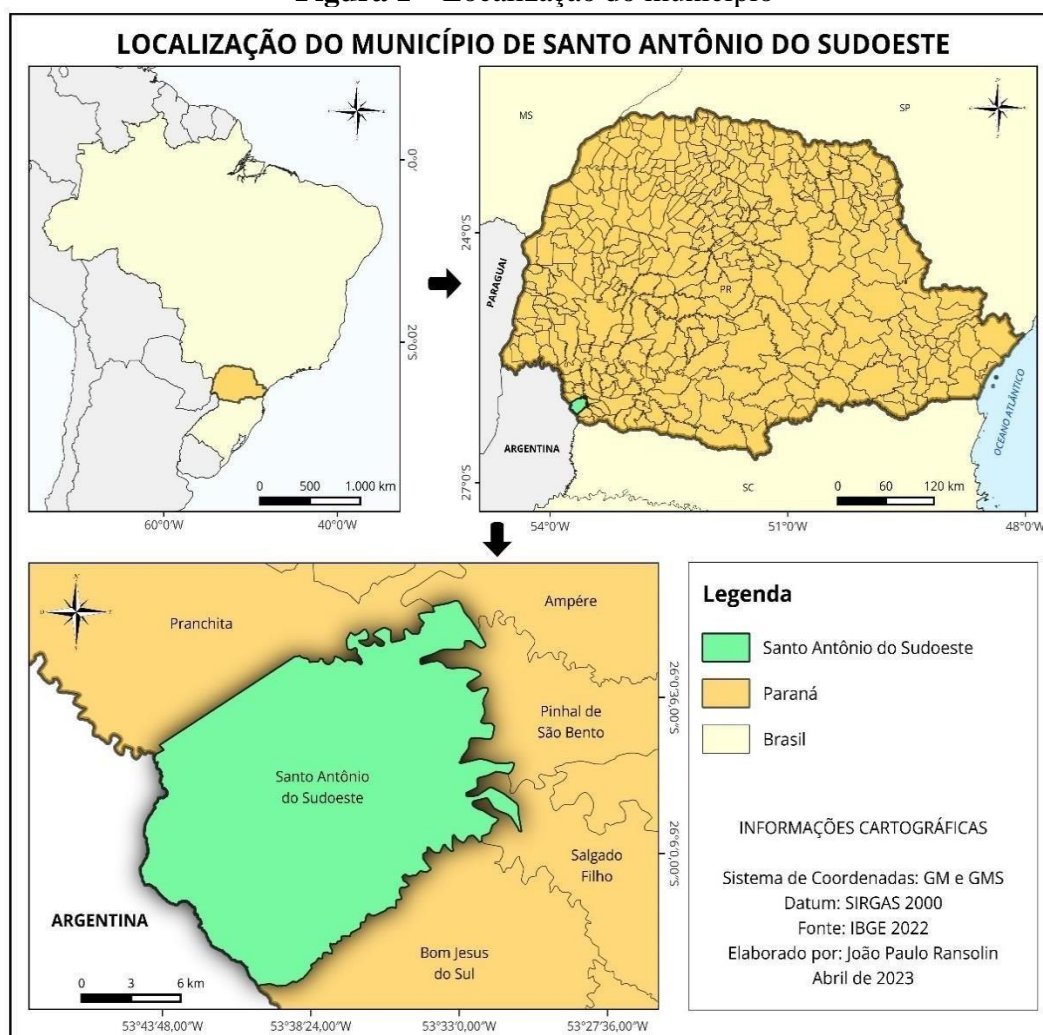 Figura 1 – Localização do município
LOCALIZAÇÃO DO MUNICÍPIO DE SANTO ANTÔNIO DO SUDOESTE
0°0'
20°0'S
0 500 1.000 km
60°0'W 40°0'W
MS
SP
24°0'S
PARAGUAI
PR
ARGENTINA
OCEANO ATLÂNTICO
27°0'S
SC
0 60 120 km
54°0'W 51°0'W 48°0'W
Pranchita
Ampére
26°0'36,00"S
Pinhal de
São Bento
Santo Antônio
do Sudoeste
26°6'0,00"S
Salgado
Filho
ARGENTINA
Bom Jesus
do Sul
0 3 6 km
53°43'48,00"W 53°38'24,00"W 53°33'0,00"W 53°27'36,00"W
Legenda
Santo Antônio do Sudoeste
Paraná
Brasil
INFORMAÇÕES CARTOGRÁFICAS
Sistema de Coordenadas: GM e GMS
Datum: SIRGAS 2000
Fonte: IBGE 2022
Elaborado por: João Paulo Ransolin
Abril de 2023